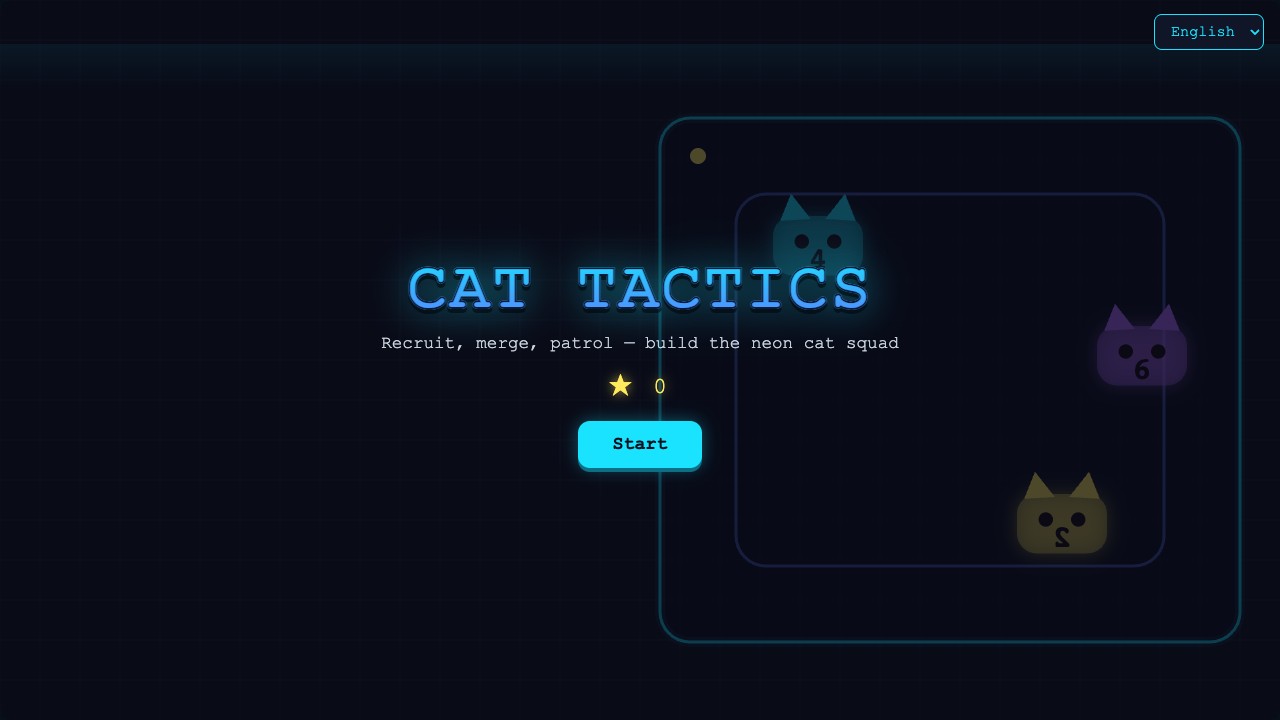 English
4
CAT TACTICS
Recruit, merge, patrol — build the neon cat squad
6
★ 0
Start
2